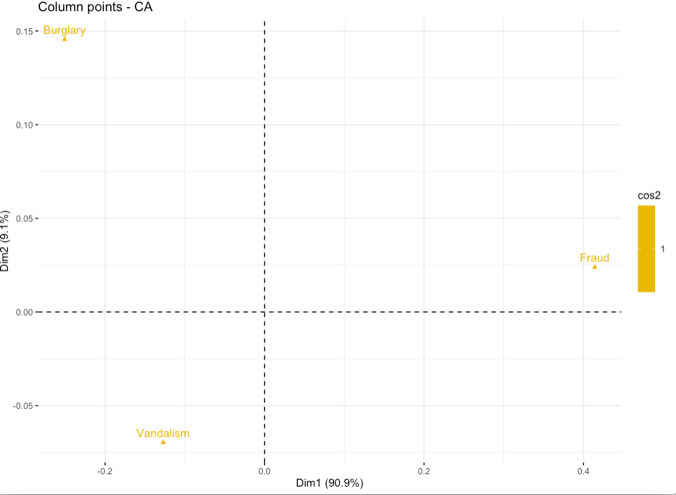 Column points - CA
0.15
Burglary
0.10
0.05
Fraud
0.00
-0.05
Vandalism
-0.2
0.0
0.2
0.4
Dim1 (90.9%)
Dim2 (9.1%)
cos2
1